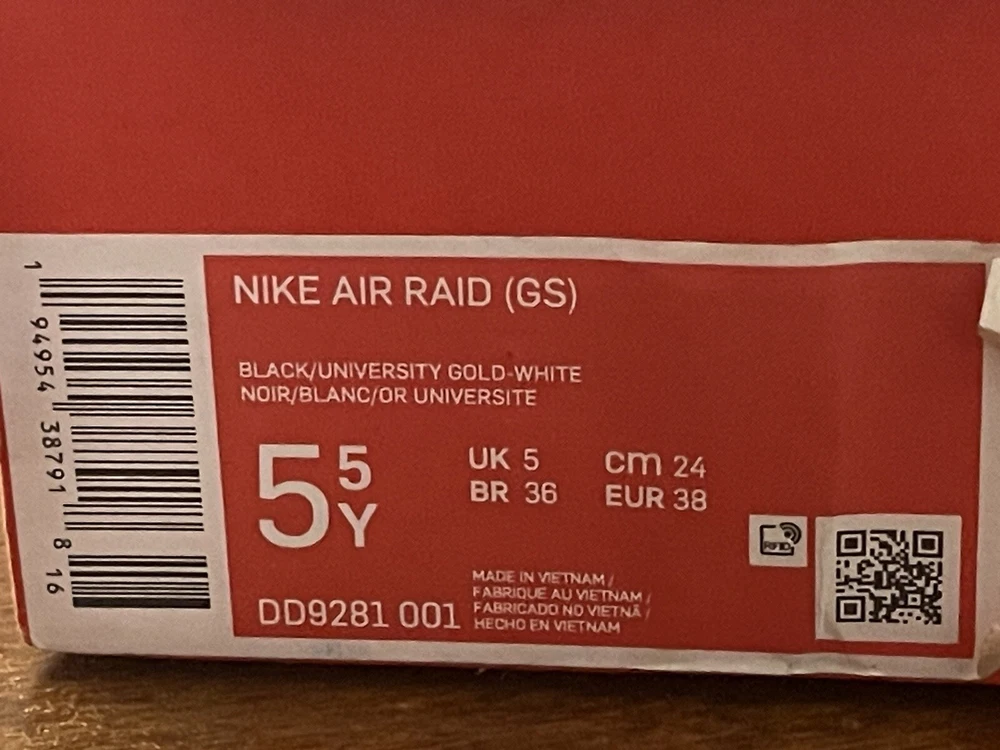 NIKE AIR RAID (GS)
BLACK/UNIVERSITY GOLD-WHITE
NOIR/BLANC/OR UNIVERSITE
5 5 Y
UK 5 cm 24
BR 36 EUR 38
RFID
DD9281 001
MADE IN VIETNAM /
FABRIQUE AU VIETNAM /
FABRICADO NO VIETNÃ /
HECHO EN VIETNAM
1 94954 38791 8 16